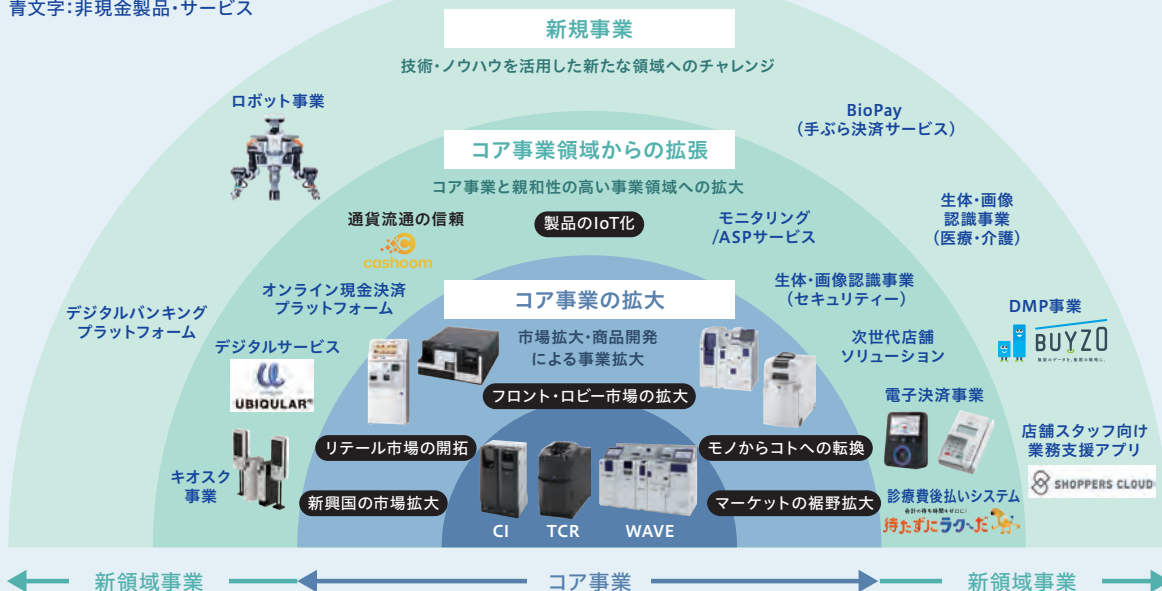 青文字：非現金製品・サービス
新規事業
技術・ノウハウを活用した新たな領域へのチャレンジ
ロボット事業
BioPay
（手ぶら決済サービス）
コア事業領域からの拡張
コア事業と親和性の高い事業領域への拡大
通貨流通の信頼
cashoom
製品のIoT化
モニタリング
/ASPサービス
生体・画像
認識事業
（医療・介護）
デジタルバンキング
プラットフォーム
オンライン現金決済
プラットフォーム
コア事業の拡大
市場拡大・商品開発
による事業拡大
生体・画像認識事業
（セキュリティー）
DMP事業
BUYZO
デジタルサービス
UBIQULAR®
次世代店舗
ソリューション
フロント・ロビー市場の拡大
電子決済事業
リテール市場の開拓
モノからコトへの転換
店舗スタッフ向け
業務支援アプリ
SHOPPERS CLOUD
キオスク
事業
新興国の市場拡大
マーケットの裾野拡大
診療費後払いシステム
会計の待ち時間をゼロに!
待たずにラク〜だ
CI
TCR
WAVE
新領域事業
コア事業
新領域事業